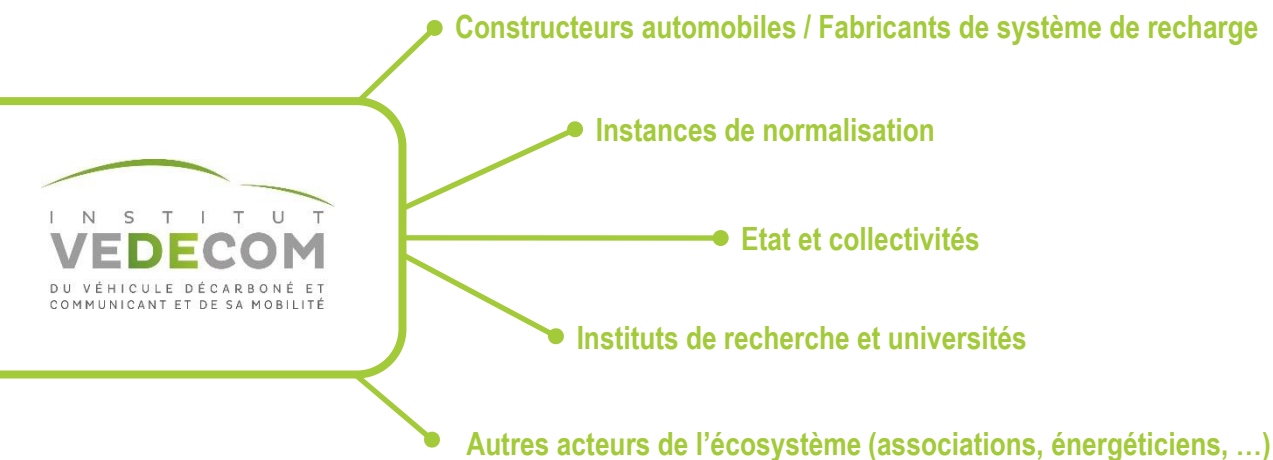 Constructeurs automobiles / Fabricants de système de recharge
Instances de normalisation
INSTITUT
VEDECOM
DU VÉHICULE DÉCARBONÉ ET
COMMUNICANT ET DE SA MOBILITÉ
Etat et collectivités
Instituts de recherche et universités
Autres acteurs de l’écosystème (associations, énergéticiens, …)